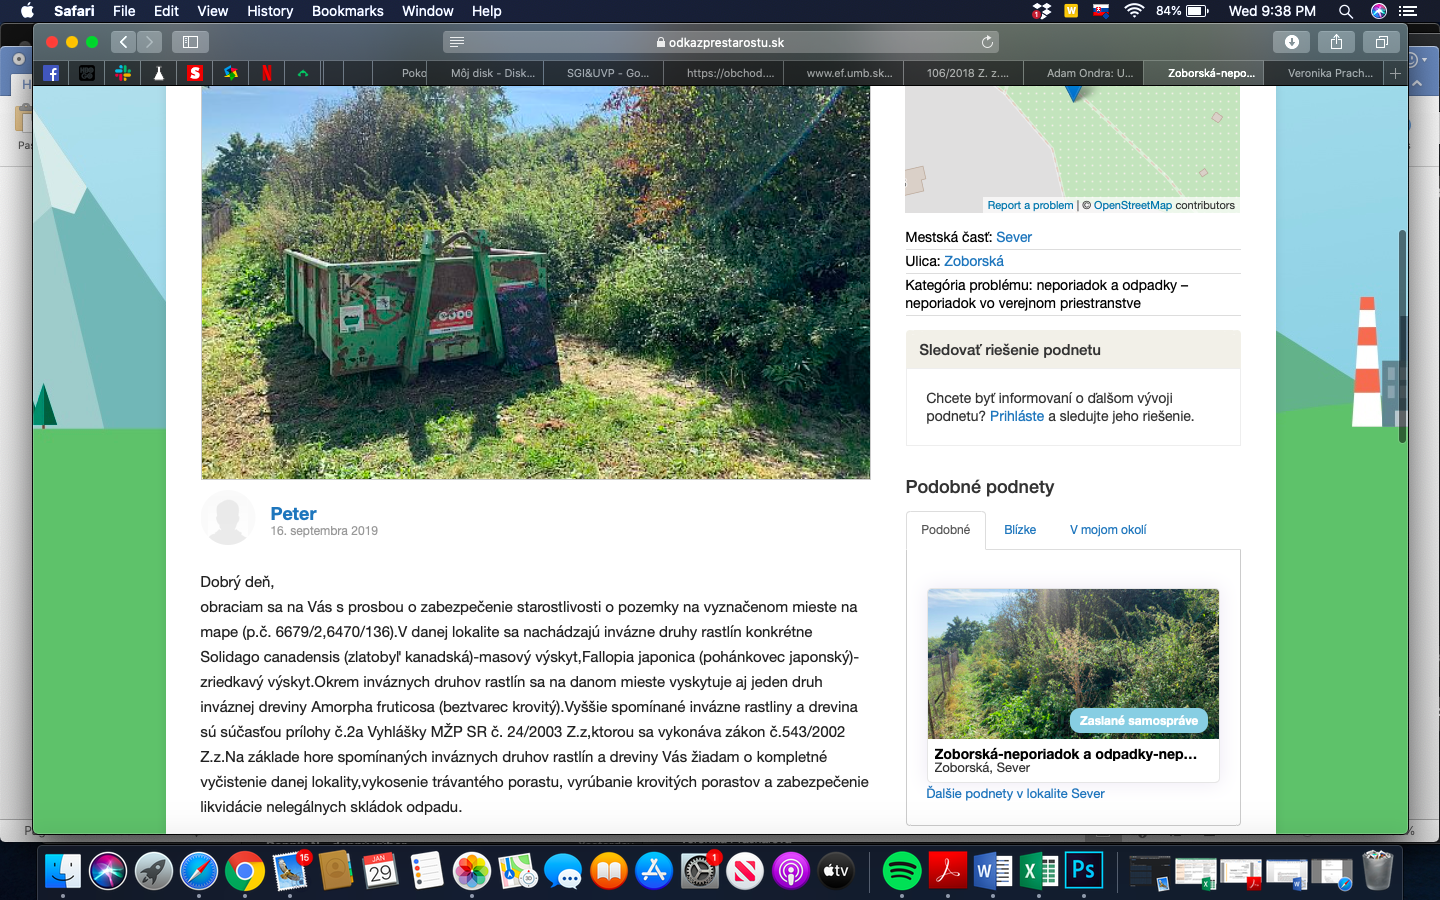 Safari File Edit View History Bookmarks Window Help
84% Wed 9:38 PM
odkazprestarostu.sk
Poko
Môj disk - Disk...
SGI&UVP - Go...
https://obchod....
www.ef.umb.sk...
106/2018 Z. z....
Adam Ondra: U...
Zoborská-nepo...
Veronika Prach...
Report a problem | © OpenStreetMap contributors
Mestská časť: Sever
Ulica: Zoborská
Kategória problému: neporiadok a odpadky –
neporiadok vo verejnom priestranstve
Sledovať riešenie podnetu
Chcete byť informovaní o ďalšom vývoji
podnetu? Prihláste a sledujte jeho riešenie.
Peter
16. septembra 2019
Dobrý deň,
obraciam sa na Vás s prosbou o zabezpečenie starostlivosti o pozemky na vyznačenom mieste na
mape (p.č. 6679/2,6470/136).V danej lokalite sa nachádzajú invázne druhy rastlín konkrétne
Solidago canadensis (zlatobyľ kanadská)-masový výskyt,Fallopia japonica (pohánkovec japonský)-
zriedkavý výskyt.Okrem inváznych druhov rastlín sa na danom mieste vyskytuje aj jeden druh
inváznej dreviny Amorpha fruticosa (beztvarec krovitý).Vyššie spomínané invázne rastliny a drevina
sú súčasťou prílohy č.2a Vyhlášky MŽP SR č. 24/2003 Z.z,ktorou sa vykonáva zákon č.543/2002
Z.z.Na základe hore spomínaných inváznych druhov rastlín a dreviny Vás žiadam o kompletné
vyčistenie danej lokality,vykosenie trávantého porastu, vyrúbanie krovitých porastov a zabezpečenie
likvidácie nelegálnych skládok odpadu.
Podobné podnety
Podobné Blízke V mojom okolí
Zaslané samospráve
Zoborská-neporiadok a odpadky-nep...
Zoborská, Sever
Ďalšie podnety v lokalite Sever
16
JAN
29
1
tv